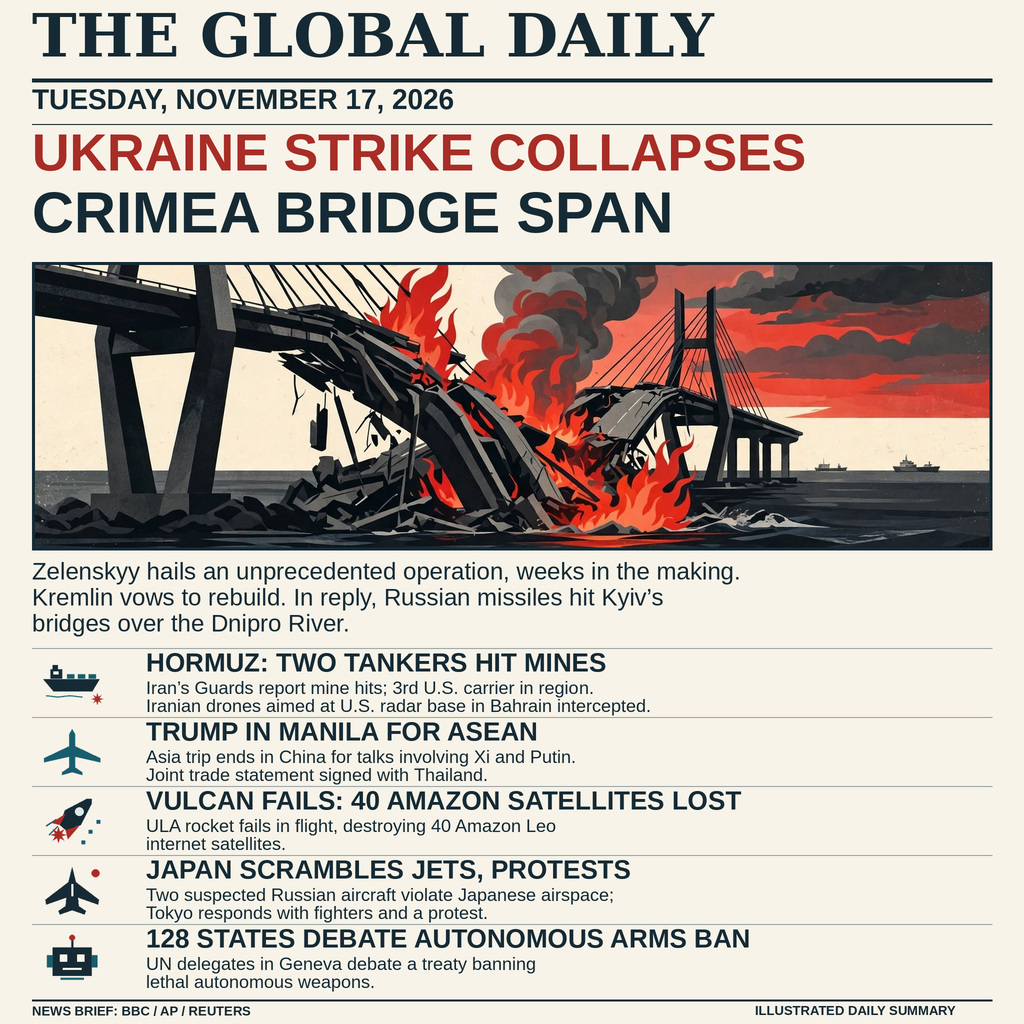 THE GLOBAL DAILY
TUESDAY, NOVEMBER 17, 2026
UKRAINE STRIKE COLLAPSES
CRIMEA BRIDGE SPAN
Zelenskyy hails an unprecedented operation, weeks in the making.
Kremlin vows to rebuild. In reply, Russian missiles hit Kyiv’s
bridges over the Dnipro River.
HORMUZ: TWO TANKERS HIT MINES
Iran’s Guards report mine hits; 3rd U.S. carrier in region.
Iranian drones aimed at U.S. radar base in Bahrain intercepted.
TRUMP IN MANILA FOR ASEAN
Asia trip ends in China for talks involving Xi and Putin.
Joint trade statement signed with Thailand.
VULCAN FAILS: 40 AMAZON SATELLITES LOST
ULA rocket fails in flight, destroying 40 Amazon Leo
internet satellites.
JAPAN SCRAMBLES JETS, PROTESTS
Two suspected Russian aircraft violate Japanese airspace;
Tokyo responds with fighters and a protest.
128 STATES DEBATE AUTONOMOUS ARMS BAN
UN delegates in Geneva debate a treaty banning
lethal autonomous weapons.
NEWS BRIEF: BBC / AP / REUTERS
ILLUSTRATED DAILY SUMMARY